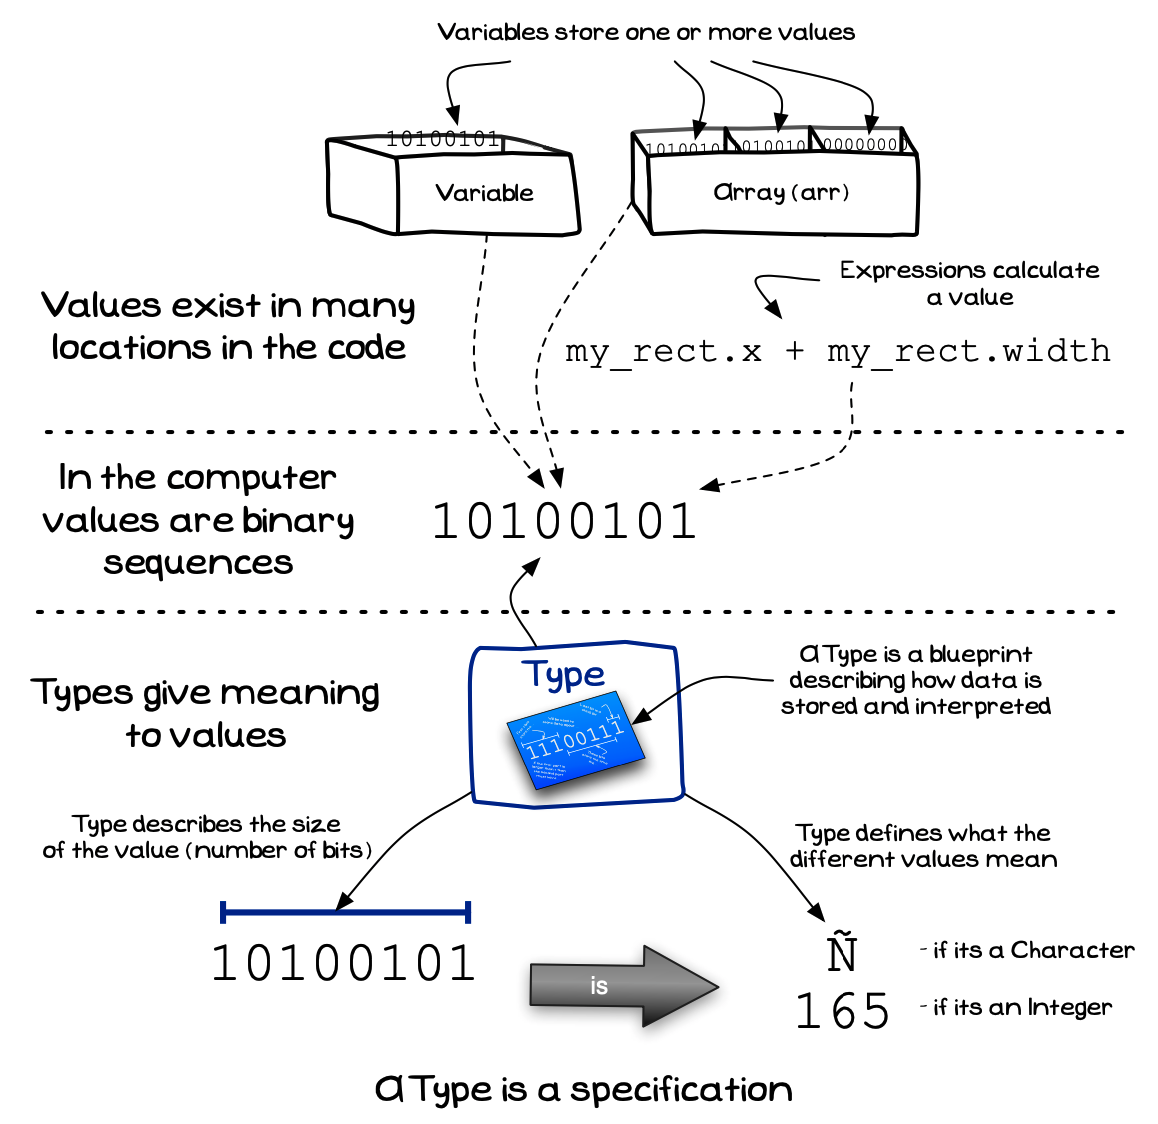 Variables store one or more values
10100101
Variable
Array (arr)
Values exist in many
locations in the code
Expressions calculate
a value
my_rect.x + my_rect.width
In the computer
values are binary
sequences
10100101
Types give meaning
to values
Type
11100111
A Type is a blueprint
describing how data is
stored and interpreted
Type describes the size
of the value (number of bits)
Type defines what the
different values mean
10100101
is
Ñ
- if its a Character
165
- if its an Integer
A Type is a specification